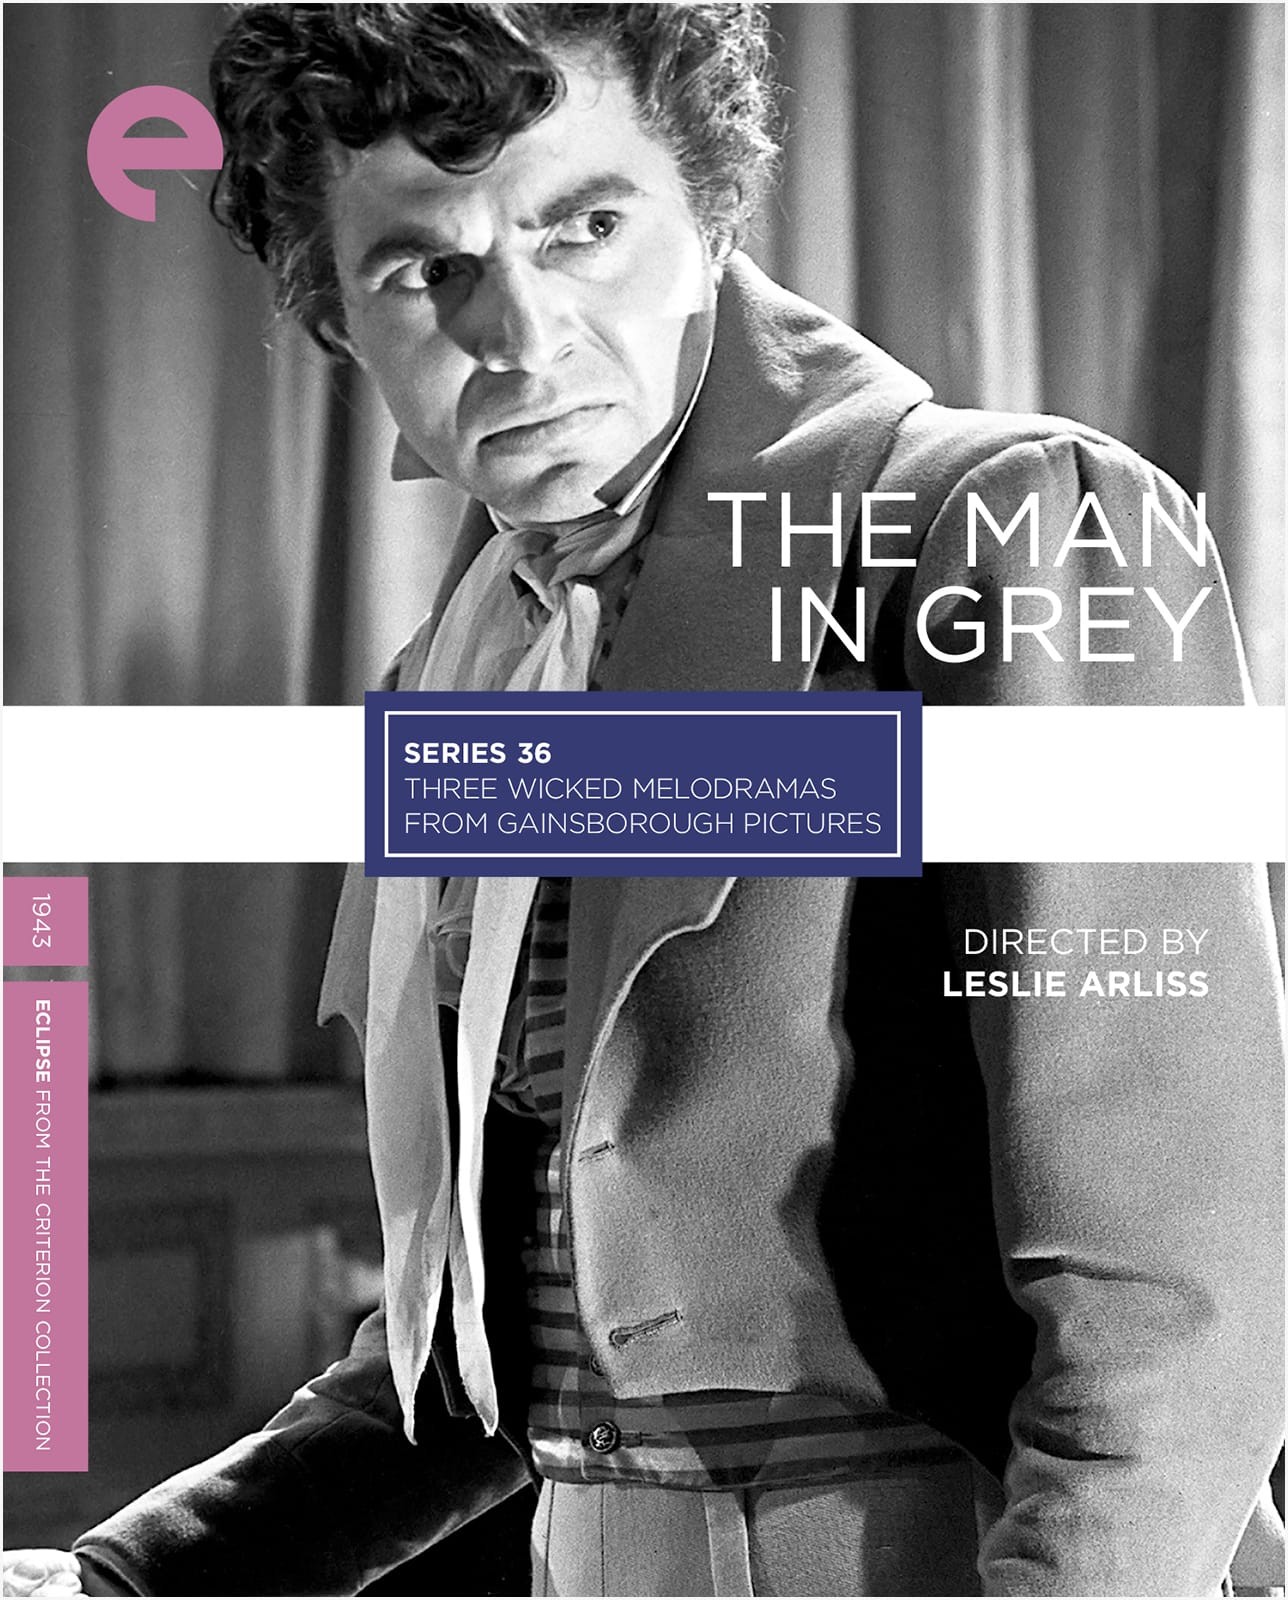 e
THE MAN
IN GREY
SERIES 36
THREE WICKED MELODRAMAS
FROM GAINSBOROUGH PICTURES
DIRECTED BY
LESLIE ARLISS
1943
ECLIPSE FROM THE CRITERION COLLECTION